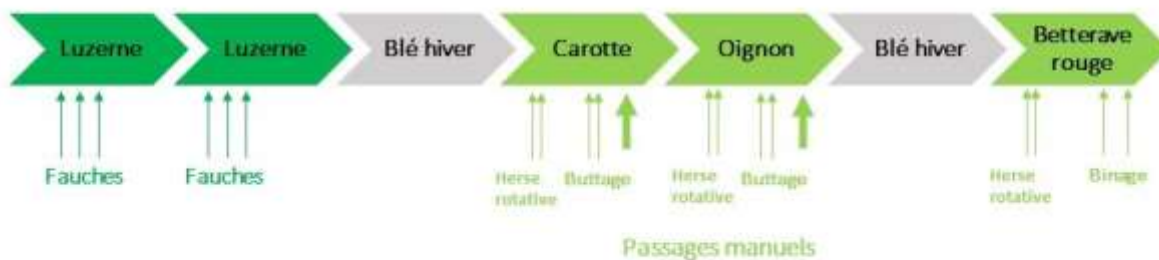 Luzerne
Luzerne
Blé hiver
Carotte
Oignon
Blé hiver
Betterave
rouge
Fauches
Fauches
Herse
rotative
Buttage
Herse
rotative
Buttage
Herse
rotative
Binage
Passages manuels